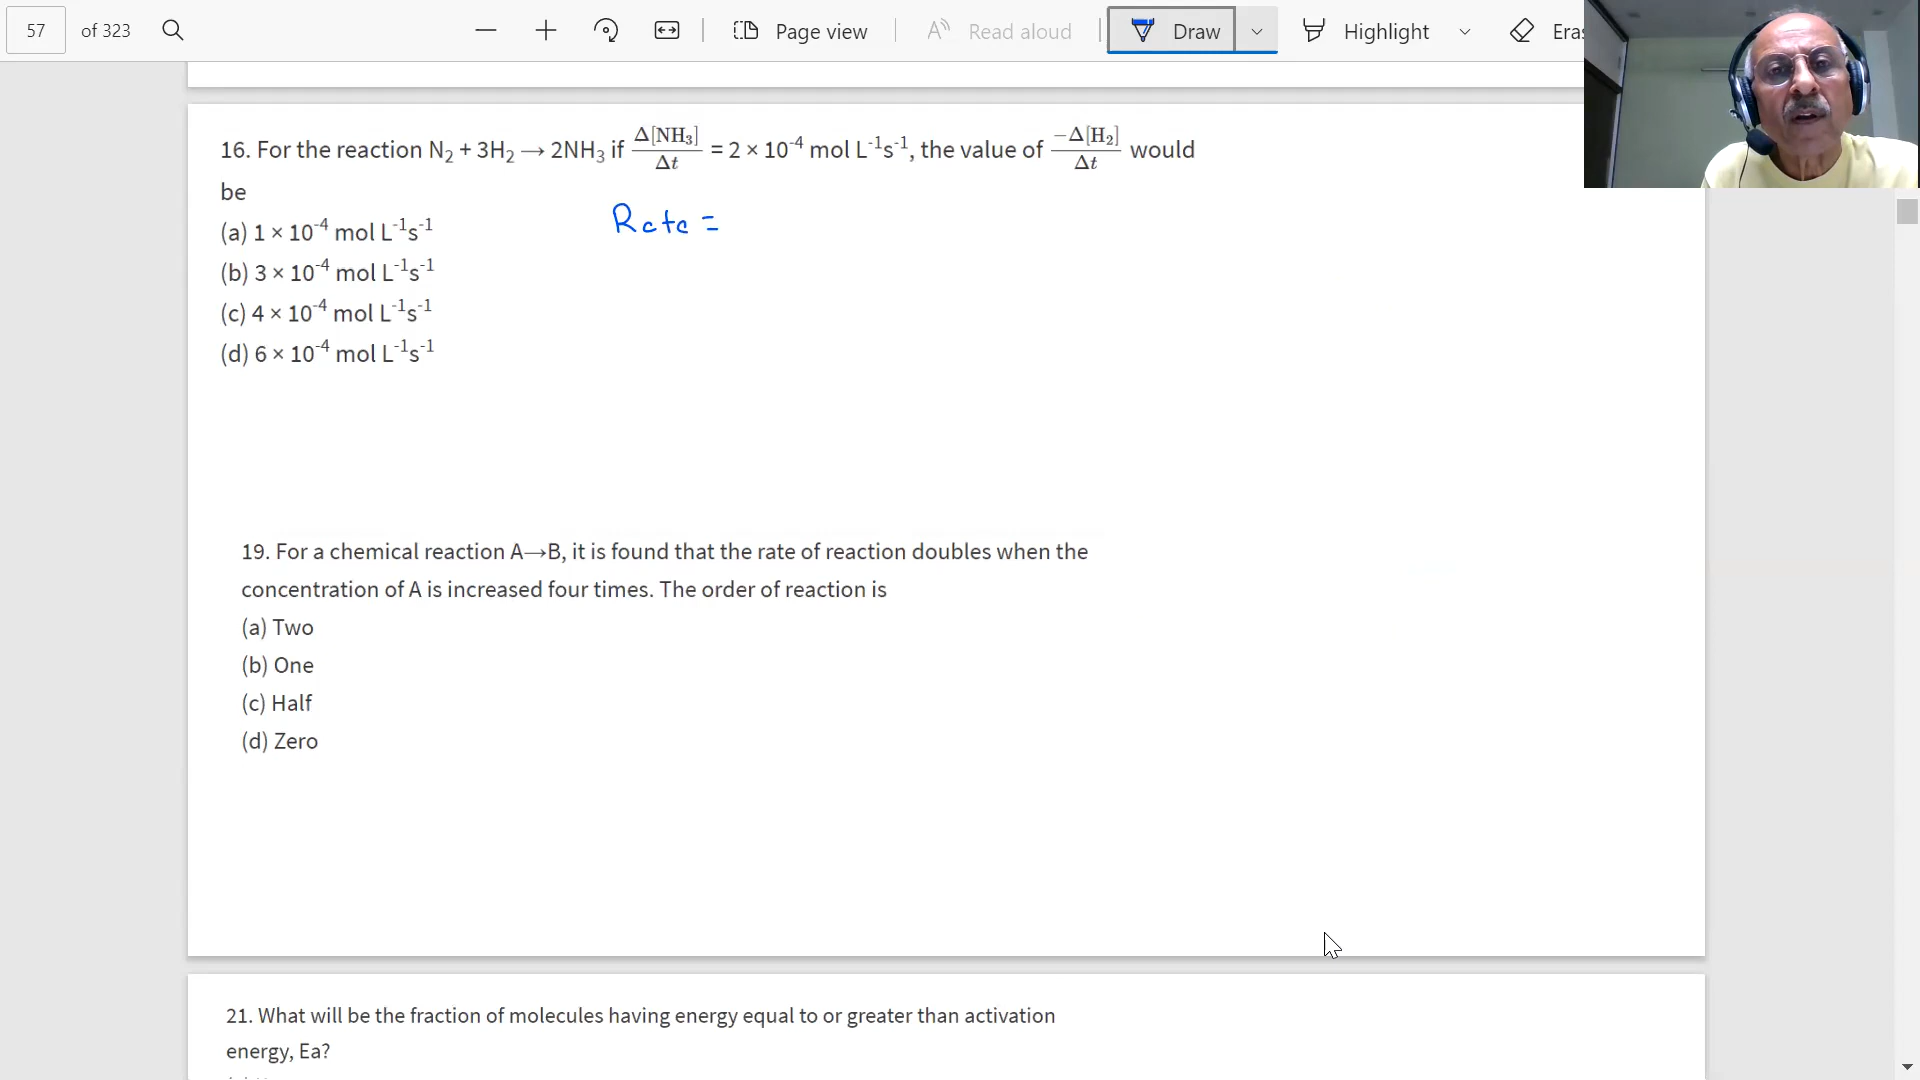 57 of 323 Page view Read aloud Draw Highlight Eras
16. For the reaction N₂ + 3H₂ → 2NH₃ if Δ[NH₃]/Δt = 2 × 10⁻⁴ mol L⁻¹s⁻¹, the value of −Δ[H₂]/Δt would
be
Rate =
(a) 1 × 10⁻⁴ mol L⁻¹s⁻¹
(b) 3 × 10⁻⁴ mol L⁻¹s⁻¹
(c) 4 × 10⁻⁴ mol L⁻¹s⁻¹
(d) 6 × 10⁻⁴ mol L⁻¹s⁻¹
19. For a chemical reaction A→B, it is found that the rate of reaction doubles when the
concentration of A is increased four times. The order of reaction is
(a) Two
(b) One
(c) Half
(d) Zero
21. What will be the fraction of molecules having energy equal to or greater than activation
energy, Ea?